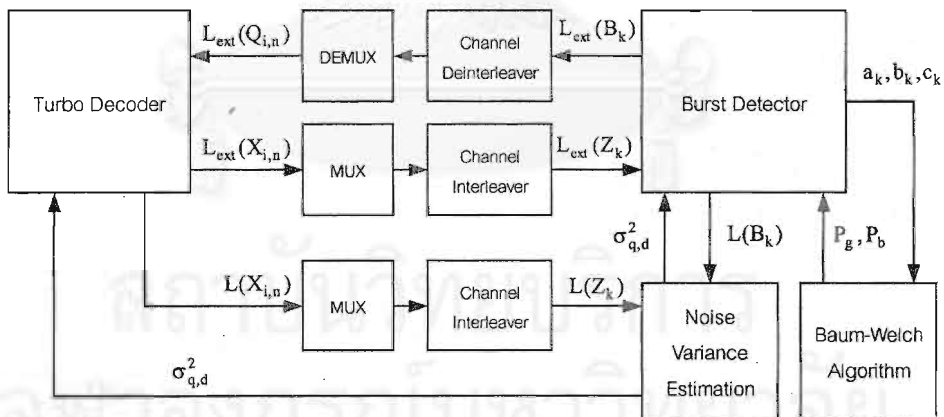 L_ext(Q_i,n)
DEMUX
Channel
Deinterleaver
L_ext(B_k)
Turbo Decoder
Burst Detector
a_k, b_k, c_k
L_ext(X_i,n)
MUX
Channel
Interleaver
L_ext(Z_k)
σ²_q,d
L(B_k)
P_g, P_b
L(X_i,n)
MUX
Channel
Interleaver
L(Z_k)
Noise
Variance
Estimation
Baum-Welch
Algorithm
σ²_q,d